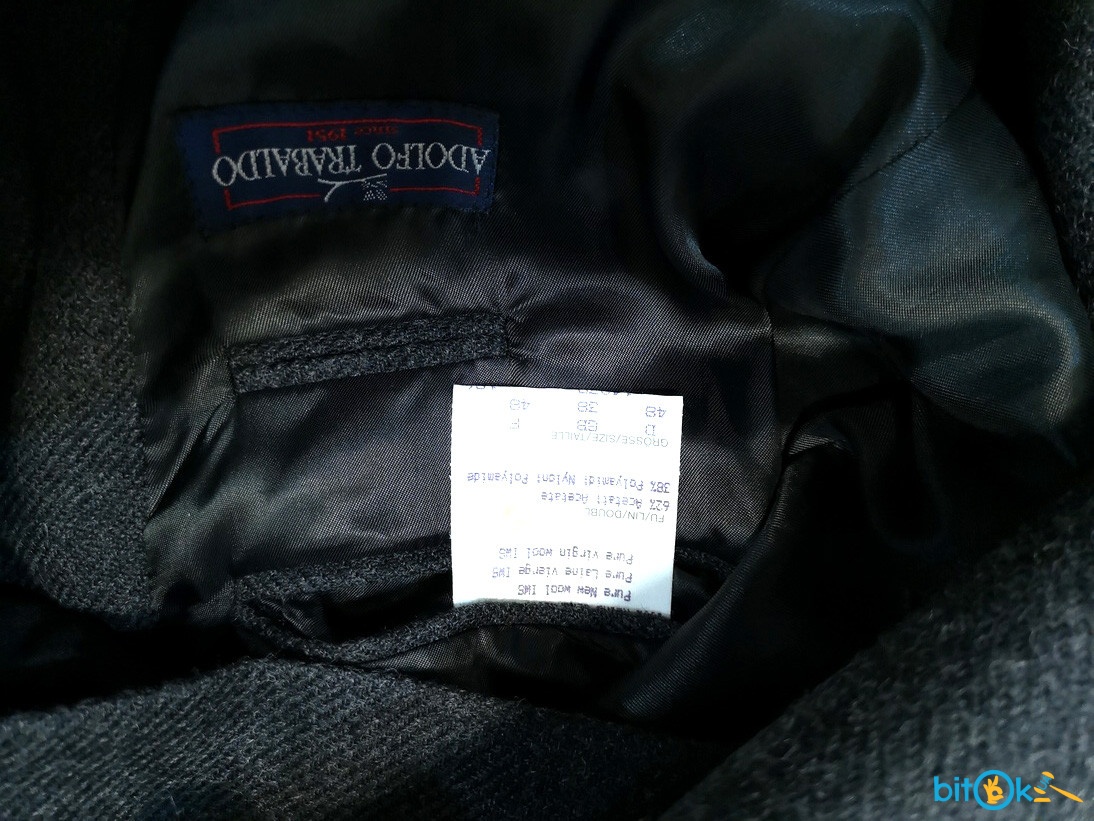 ADOLFO TRABALDO
since 1951
Pure New wool IWS
Pure Laine vierge IWS
Pure virgin wool IWS
FU/LIN/DOUBL
62% Acetat; Acetate
38% Polyamid; Nylon; Polyamide
GRÖSSE/SIZE/TAILLE
D GB F
48 38 48
bitOk